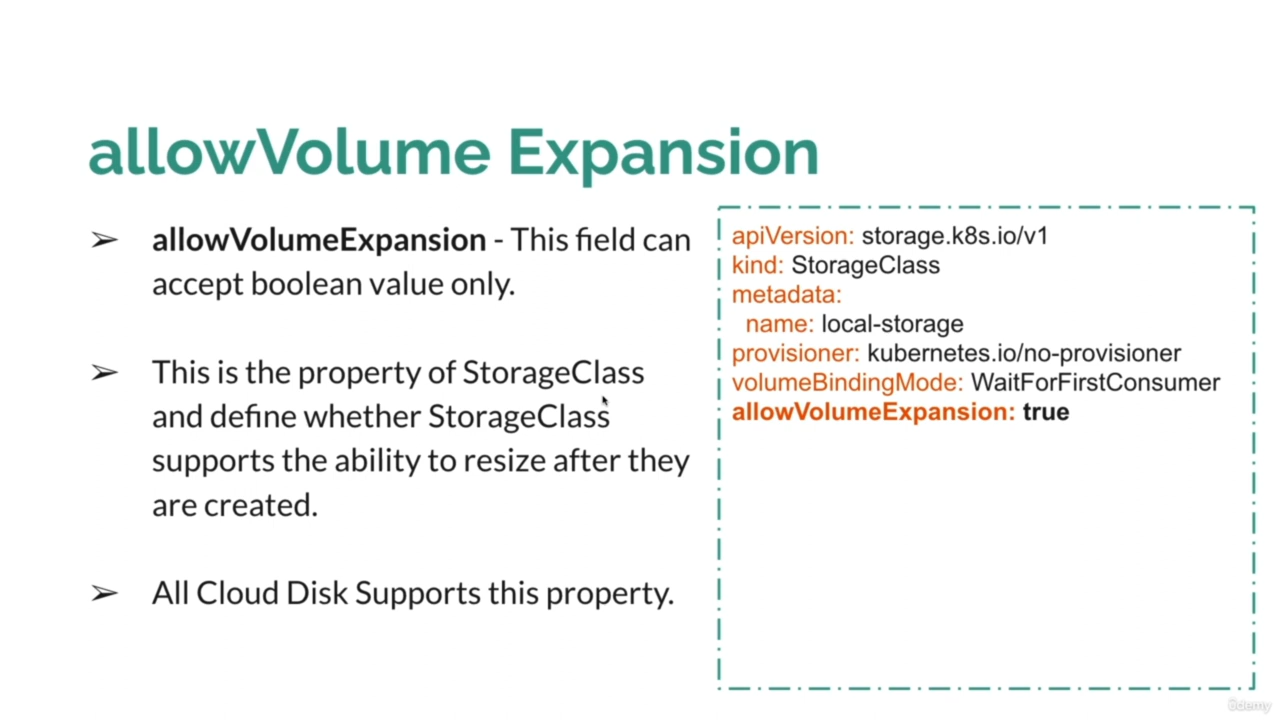 allowVolume Expansion
➢ allowVolumeExpansion - This field can
accept boolean value only.
➢ This is the property of StorageClass
and define whether StorageClass
supports the ability to resize after they
are created.
➢ All Cloud Disk Supports this property.
apiVersion: storage.k8s.io/v1
kind: StorageClass
metadata:
  name: local-storage
provisioner: kubernetes.io/no-provisioner
volumeBindingMode: WaitForFirstConsumer
allowVolumeExpansion: true
ûdemy